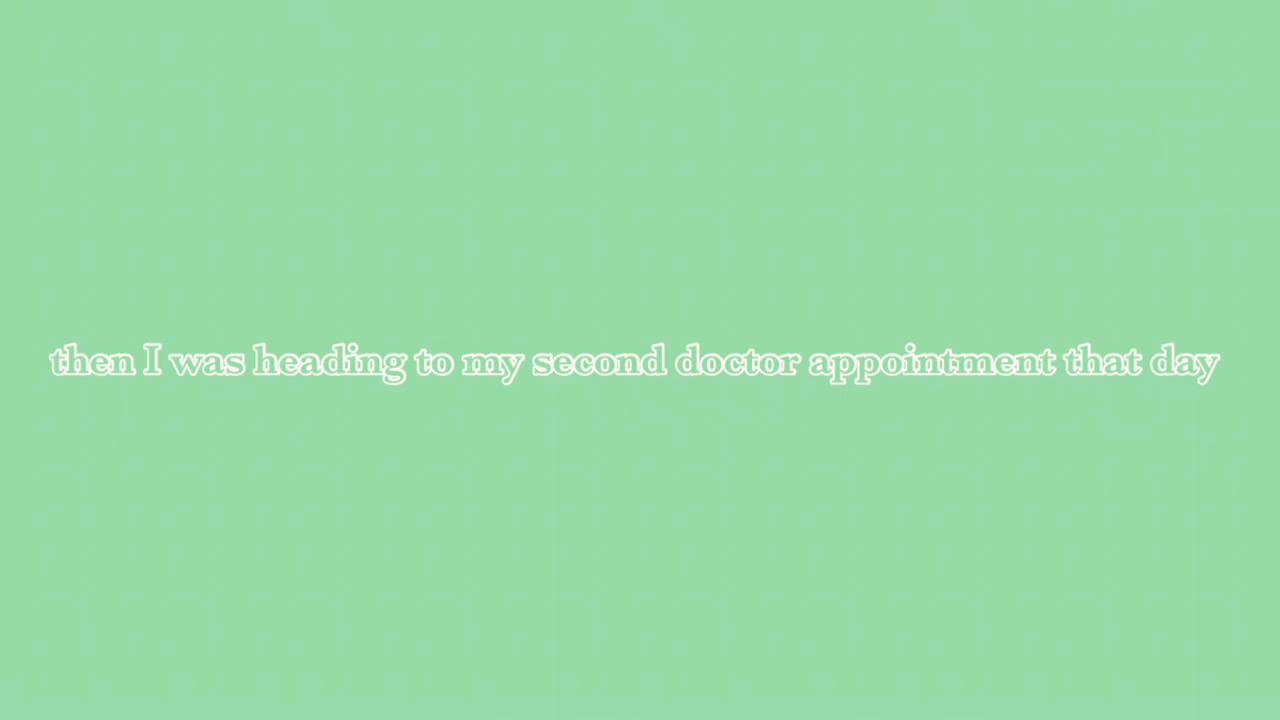 then I was heading to my second doctor appointment that day